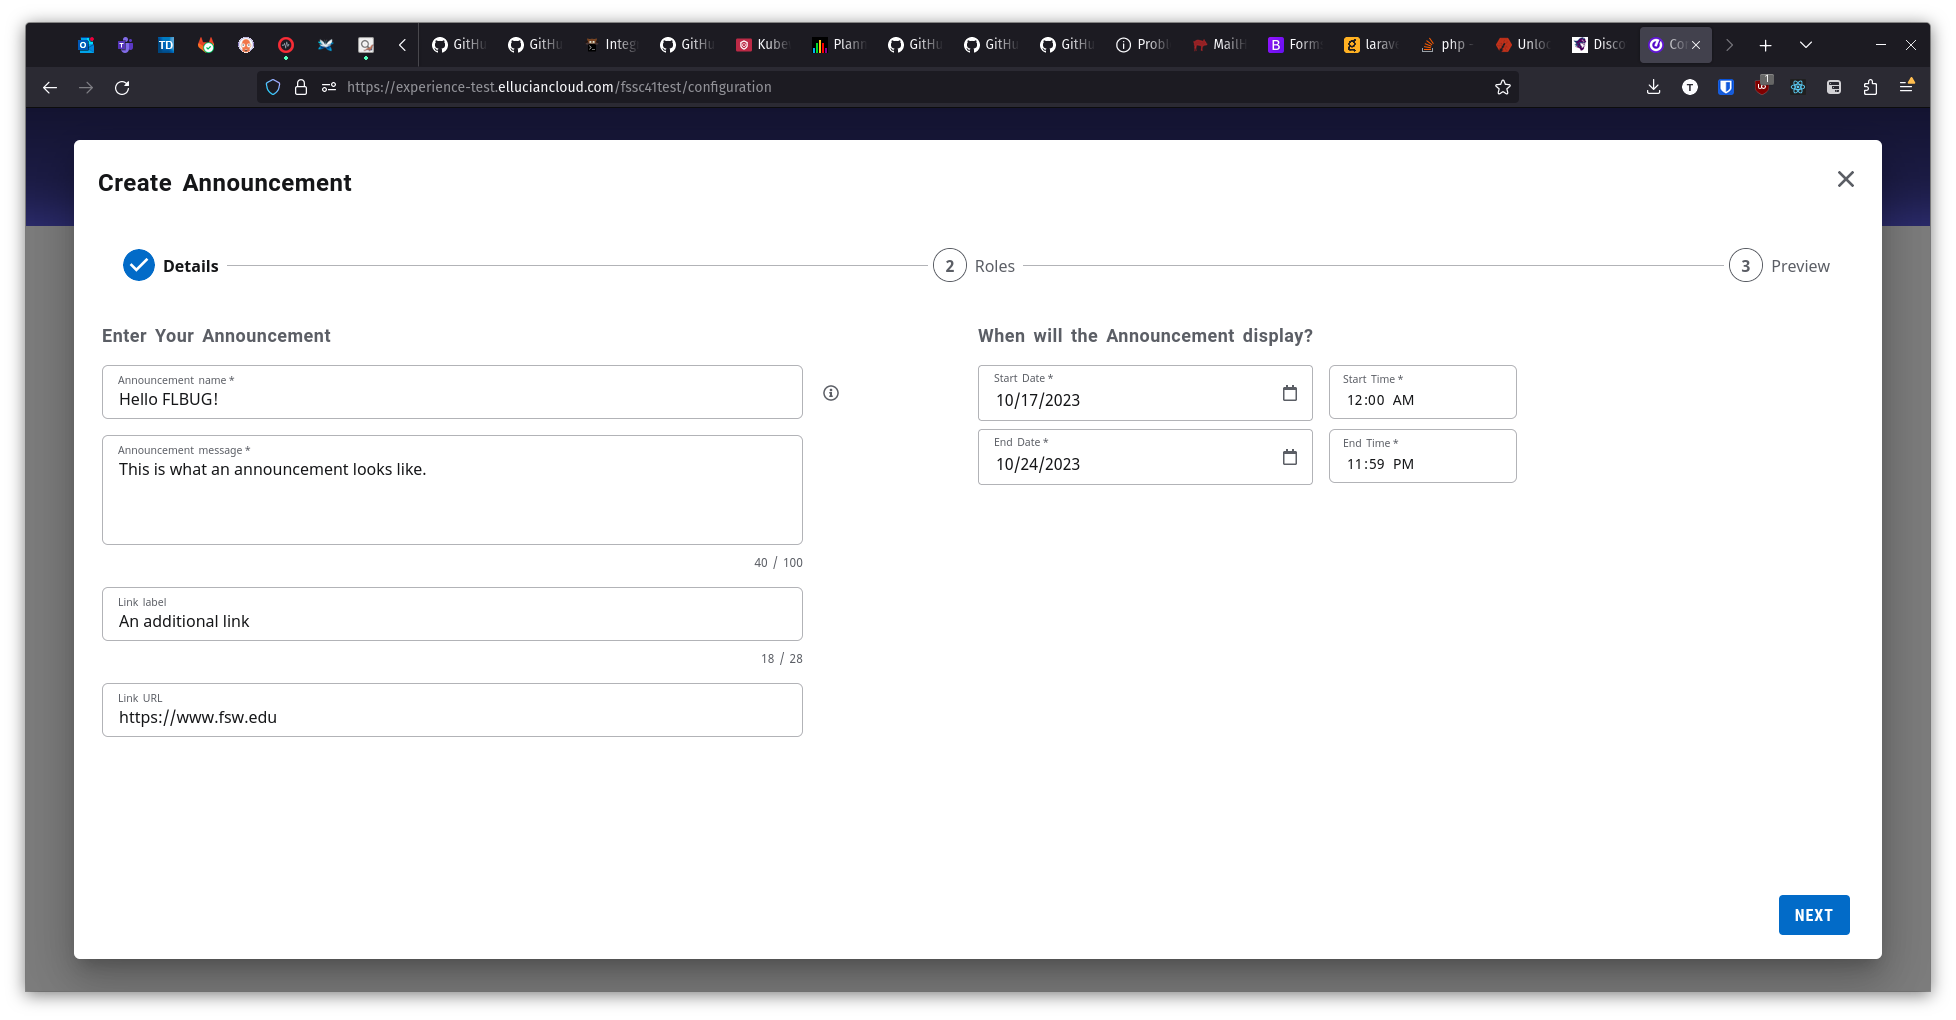 GitHu
GitHu
Integ
GitHu
Kube
Plann
GitHu
GitHu
GitHu
Probl
MailH
Form
larav
php -
Unloc
Disco
Co
https://experience-test.elluciancloud.com/fssc41test/configuration
1
Create Announcement
Details
2 Roles
3 Preview
Enter Your Announcement
Announcement name *
Hello FLBUG!
Announcement message *
This is what an announcement looks like.
40 / 100
Link label
An additional link
18 / 28
Link URL
https://www.fsw.edu
When will the Announcement display?
Start Date *
10/17/2023
Start Time *
12:00 AM
End Date *
10/24/2023
End Time *
11:59 PM
NEXT